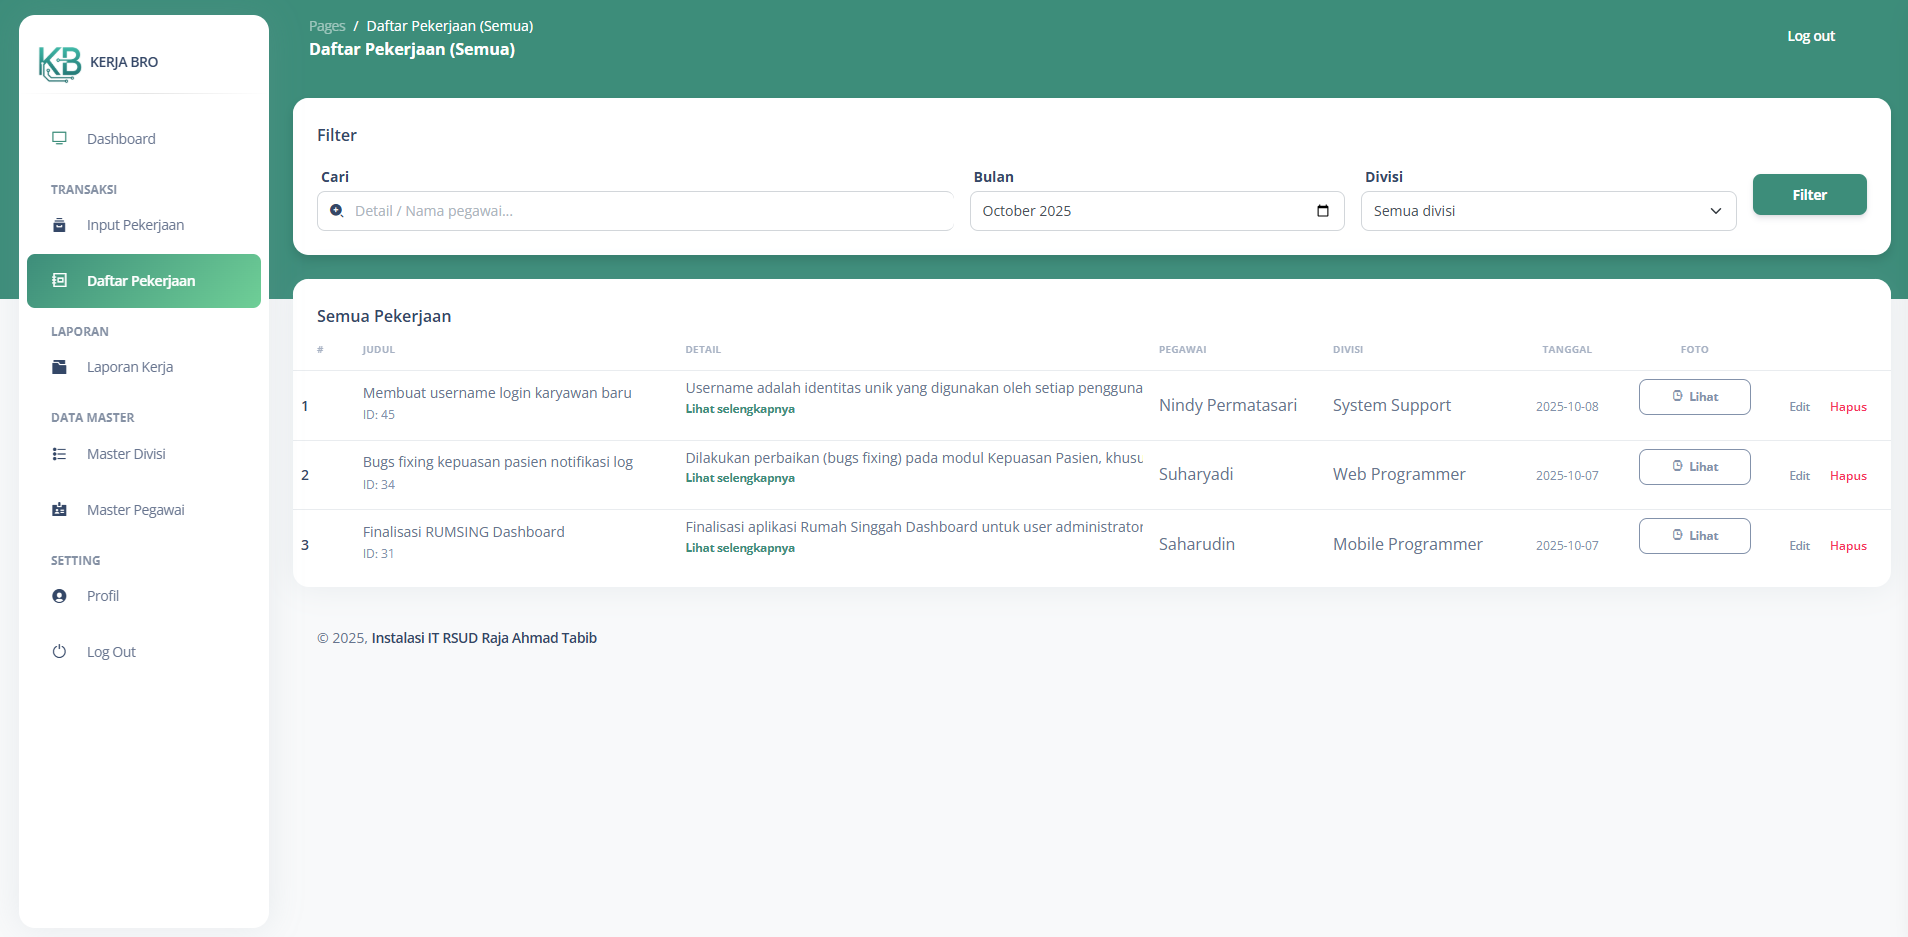 KB KERJA BRO
Dashboard
TRANSAKSI
Input Pekerjaan
Daftar Pekerjaan
LAPORAN
Laporan Kerja
DATA MASTER
Master Divisi
Master Pegawai
SETTING
Profil
Log Out
Pages / Daftar Pekerjaan (Semua)
Daftar Pekerjaan (Semua)
Log out
Filter
Cari Bulan Divisi
Detail / Nama pegawai... October 2025 Semua divisi Filter
Semua Pekerjaan
# JUDUL DETAIL PEGAWAI DIVISI TANGGAL FOTO
1 Membuat username login karyawan baru Username adalah identitas unik yang digunakan oleh setiap pengguna Nindy Permatasari System Support 2025-10-08 Lihat Edit Hapus
ID: 45 Lihat selengkapnya
2 Bugs fixing kepuasan pasien notifikasi log Dilakukan perbaikan (bugs fixing) pada modul Kepuasan Pasien, khusu Suharyadi Web Programmer 2025-10-07 Lihat Edit Hapus
ID: 34 Lihat selengkapnya
3 Finalisasi RUMSING Dashboard Finalisasi aplikasi Rumah Singgah Dashboard untuk user administrator Saharudin Mobile Programmer 2025-10-07 Lihat Edit Hapus
ID: 31 Lihat selengkapnya
© 2025, Instalasi IT RSUD Raja Ahmad Tabib